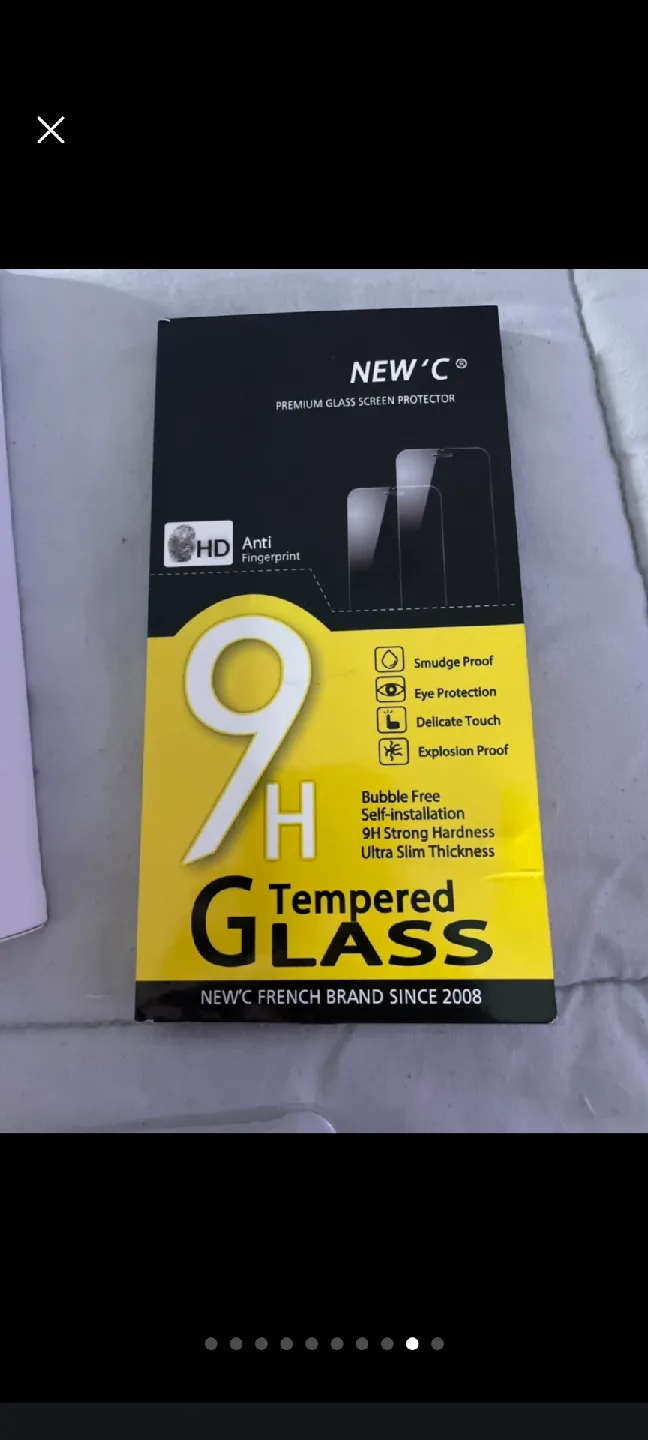 NEW'C®
PREMIUM GLASS SCREEN PROTECTOR
HD Anti
Fingerprint
9H
Smudge Proof
Eye Protection
Delicate Touch
Explosion Proof
Bubble Free
Self-installation
9H Strong Hardness
Ultra Slim Thickness
Tempered
GLASS
NEW'C FRENCH BRAND SINCE 2008